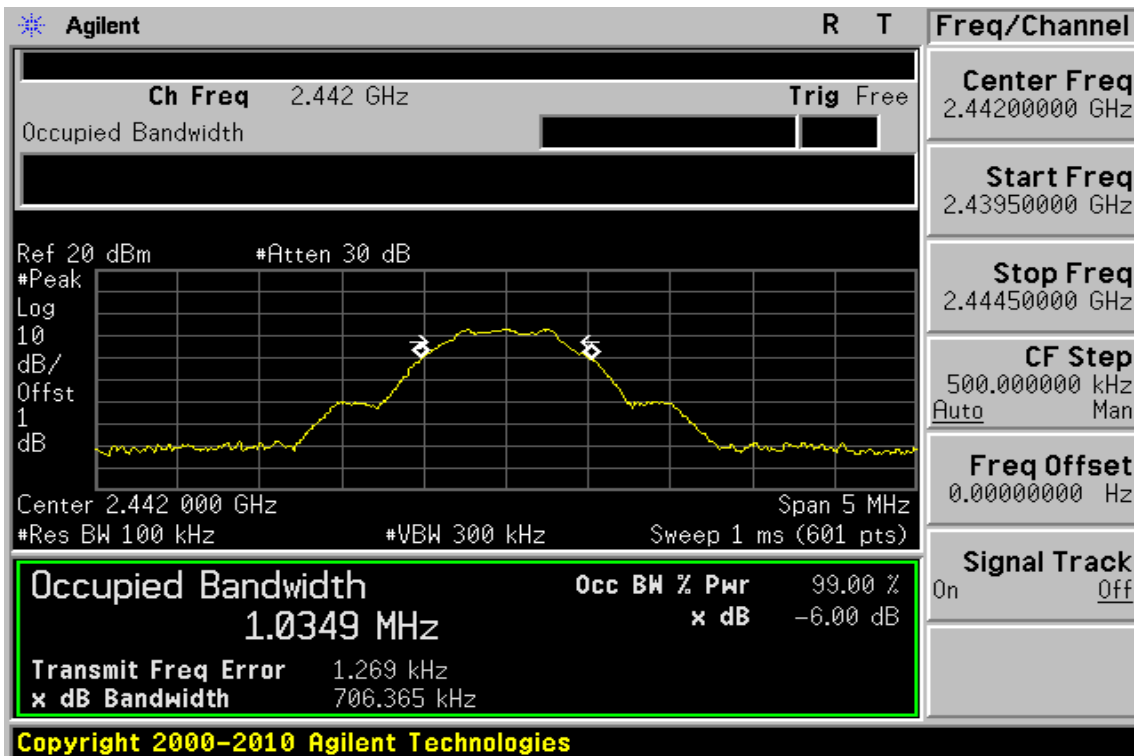 Agilent R T
Freq/Channel
Ch Freq 2.442 GHz Trig Free
Occupied Bandwidth
Ref 20 dBm #Atten 30 dB
#Peak
Log
10
dB/
Offst
1
dB
Center 2.442 000 GHz Span 5 MHz
#Res BW 100 kHz #VBW 300 kHz Sweep 1 ms (601 pts)
Occupied Bandwidth
1.0349 MHz
Occ BW % Pwr 99.00 %
x dB -6.00 dB
Transmit Freq Error 1.269 kHz
x dB Bandwidth 706.365 kHz
Center Freq
2.44200000 GHz
Start Freq
2.43950000 GHz
Stop Freq
2.44450000 GHz
CF Step
500.000000 kHz
Auto Man
Freq Offset
0.00000000 Hz
Signal Track
On Off
Copyright 2000-2010 Agilent Technologies